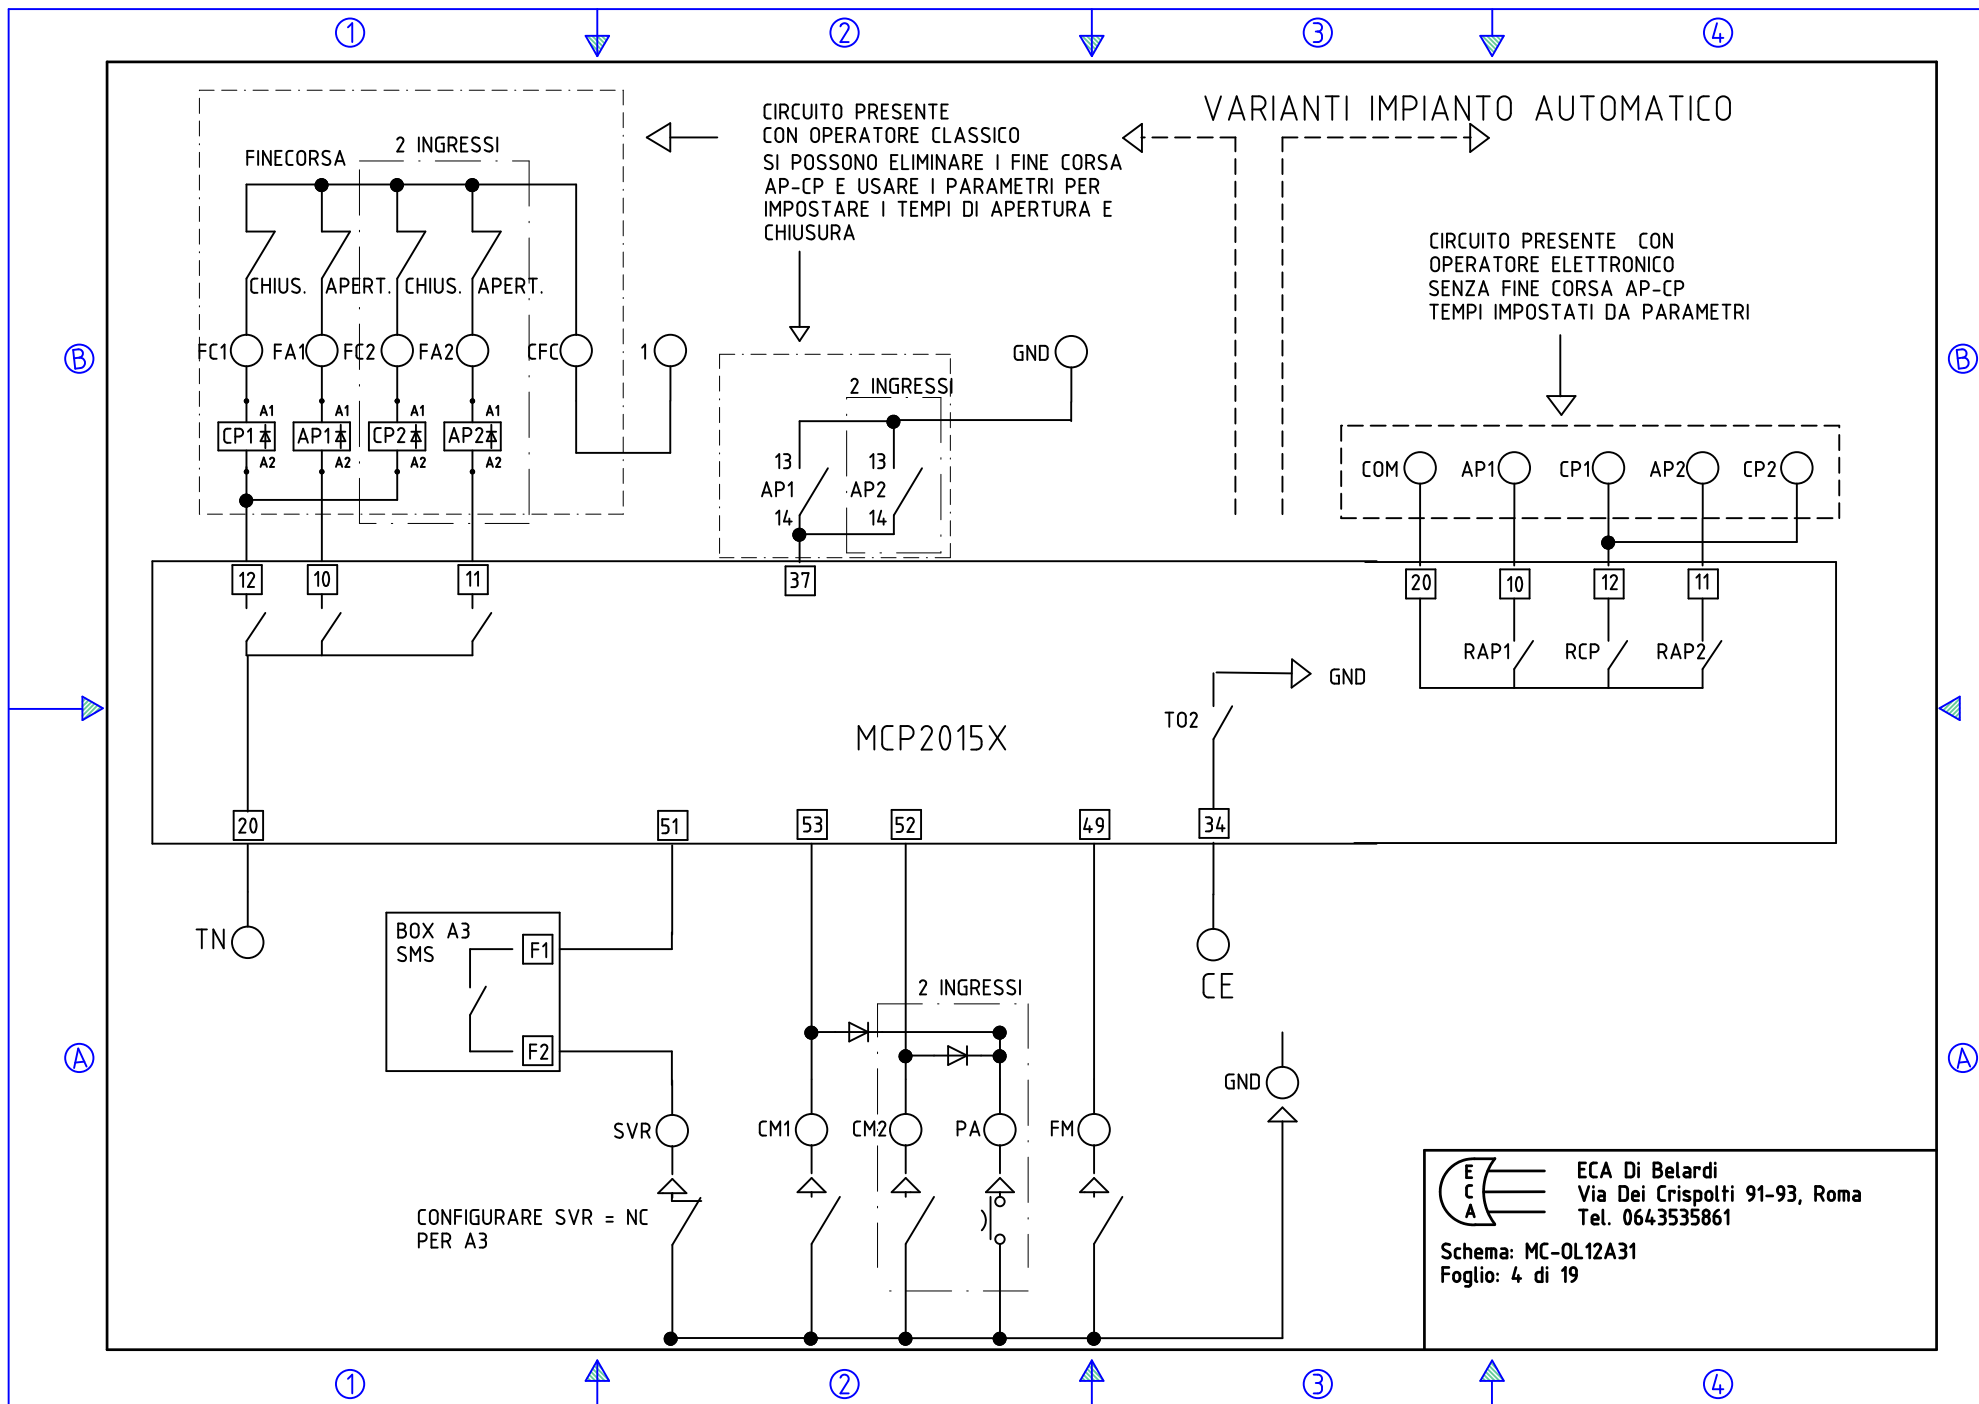 1 2 3 4
VARIANTI IMPIANTO AUTOMATICO
CIRCUITO PRESENTE
CON OPERATORE CLASSICO
SI POSSONO ELIMINARE I FINE CORSA
AP-CP E USARE I PARAMETRI PER
IMPOSTARE I TEMPI DI APERTURA E
CHIUSURA
2 INGRESSI
FINECORSA
CHIUS. APERT. CHIUS. APERT.
CIRCUITO PRESENTE CON
OPERATORE ELETTRONICO
SENZA FINE CORSA AP-CP
TEMPI IMPOSTATI DA PARAMETRI
B B
FC1 FA1 FC2 FA2 CFC 1 GND
2 INGRESSI
A1 A1 A1 A1
CP1 AP1 CP2 AP2
A2 A2 A2 A2
13 13
AP1 AP2
14 14
COM AP1 CP1 AP2 CP2
12 10 11 37 20 10 12 11
RAP1 RCP RAP2
GND
TO2
MCP2015X
20 51 53 52 49 34
TN
BOX A3
SMS
F1
F2
CE
2 INGRESSI
A A
GND
SVR CM1 CM2 PA FM
CONFIGURARE SVR = NC
PER A3
E
C
A
ECA Di Belardi
Via Dei Crispolti 91-93, Roma
Tel. 0643535861
Schema: MC-OL12A31
Foglio: 4 di 19
1 2 3 4